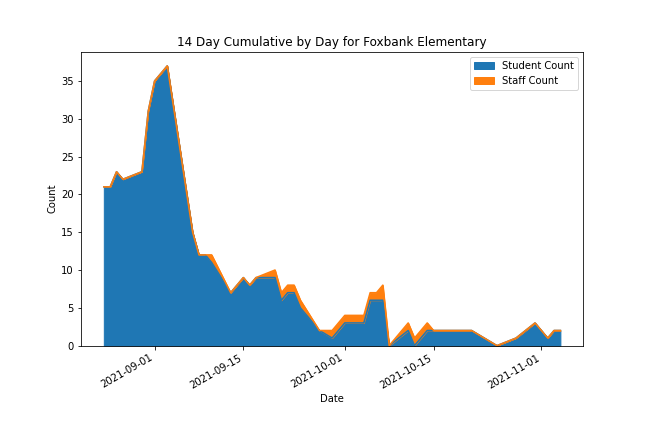 14 Day Cumulative by Day for Foxbank Elementary
Student Count
Staff Count
Count
35
30
25
20
15
10
5
0
2021-09-01
2021-09-15
2021-10-01
2021-10-15
2021-11-01
Date